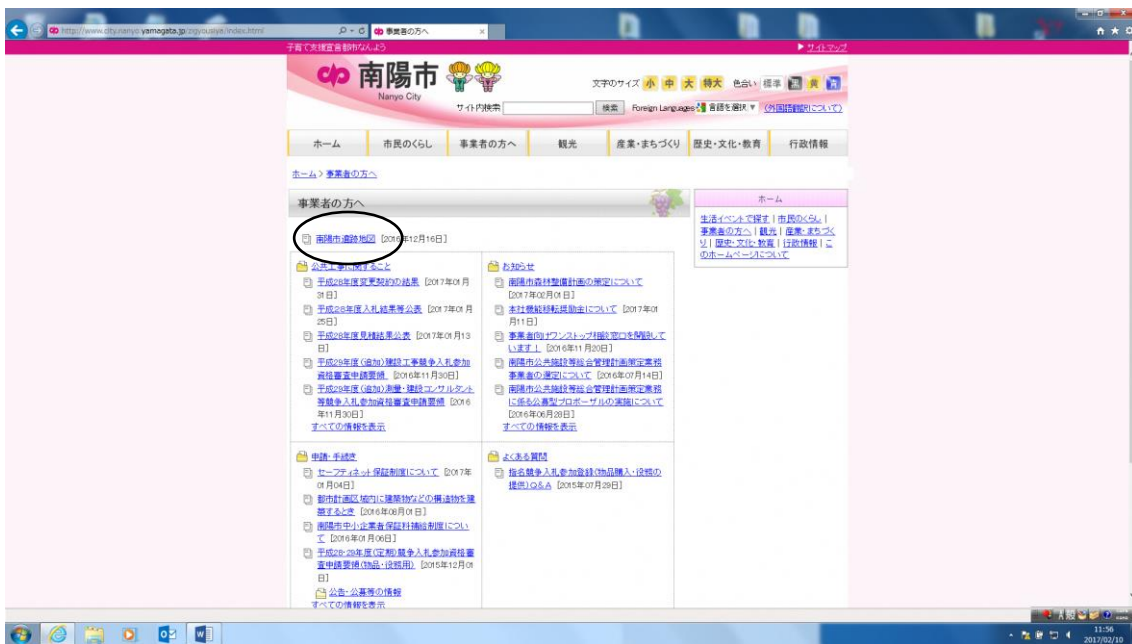 http://www.city.nanyo.yamagata.jp/zigyousya/index.html
事業者の方へ
子育て支援宣言都市なんよう
サイトマップ
南陽市
Nanyo City
文字のサイズ 小 中 大 特大 色合い 標準 黒 黄 青
サイト内検索 検索 Foreign Languages 言語を選択 ▼ (外国語翻訳について)
ホーム 市民のくらし 事業者の方へ 観光 産業・まちづくり 歴史・文化・教育 行政情報
ホーム > 事業者の方へ
事業者の方へ
南陽市遺跡地図 [2016年12月16日]
公共工事に関すること
平成28年度変更契約の結果 [2017年01月
31日]
平成28年度入札結果等公表 [2017年01月
25日]
平成28年度見積結果公表 [2017年01月13
日]
平成29年度(追加)建設工事競争入札参加
資格審査申請要領 [2016年11月30日]
平成29年度(追加)測量・建設コンサルタント
等競争入札参加資格審査申請要領 [2016
年11月30日]
すべての情報を表示
お知らせ
南陽市森林整備計画の策定について
[2017年02月01日]
本社機能移転奨励金について [2017年01
月11日]
事業者向けワンストップ相談窓口を開設して
います! [2016年11月20日]
南陽市公共施設等総合管理計画策定業務
事業者の選定について [2016年07月14日]
南陽市公共施設等総合管理計画策定業務
に係る公募型プロポーザルの実施について
[2016年06月28日]
すべての情報を表示
申請・手続き
セーフティネット保証制度について [2017年
01月04日]
都市計画区域内に建築物などの構造物を建
築するとき [2016年08月01日]
南陽市中小企業者保証料補給制度につい
て [2016年01月06日]
平成28・29年度(定期)競争入札参加資格審
査申請要領(物品・役務用) [2015年12月01
日]
公告・公募等の情報
すべての情報を表示
よくある質問
指名競争入札参加登録(物品購入・役務の
提供)Q&A [2015年07月29日]
ホーム
生活イベントで探す | 市民のくらし |
事業者の方へ | 観光 | 産業・まちづく
り | 歴史・文化・教育 | 行政情報 | こ
のホームページについて
A 般
11:56
2017/02/10